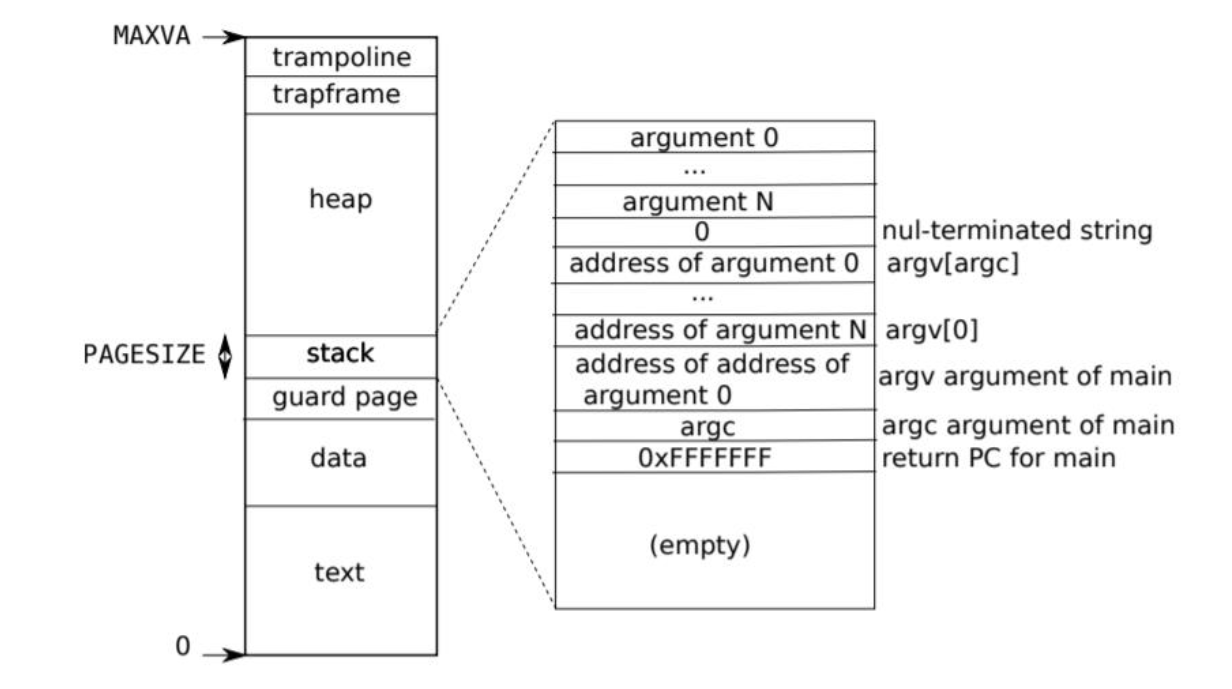 MAXVA
trampoline
trapframe
heap
PAGESIZE
stack
guard page
data
text
0
argument 0
...
argument N
0 nul-terminated string
address of argument 0 argv[argc]
...
address of argument N argv[0]
address of address of
argument 0
argv argument of main
argc argc argument of main
0xFFFFFFF return PC for main
(empty)